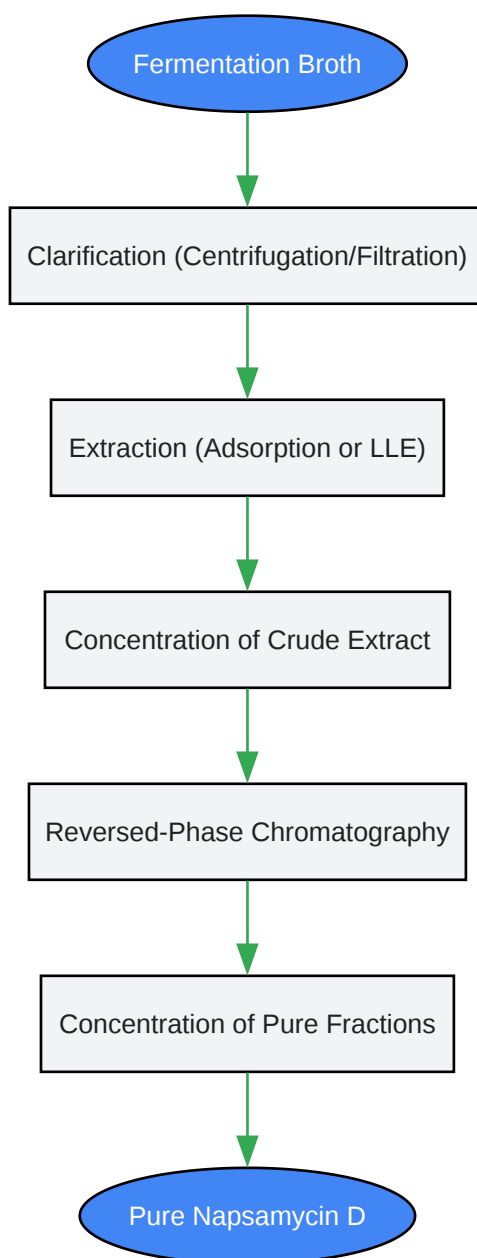 Fermentation Broth
Clarification (Centrifugation/Filtration)
Extraction (Adsorption or LLE)
Concentration of Crude Extract
Reversed-Phase Chromatography
Concentration of Pure Fractions
Pure Napsamycin D